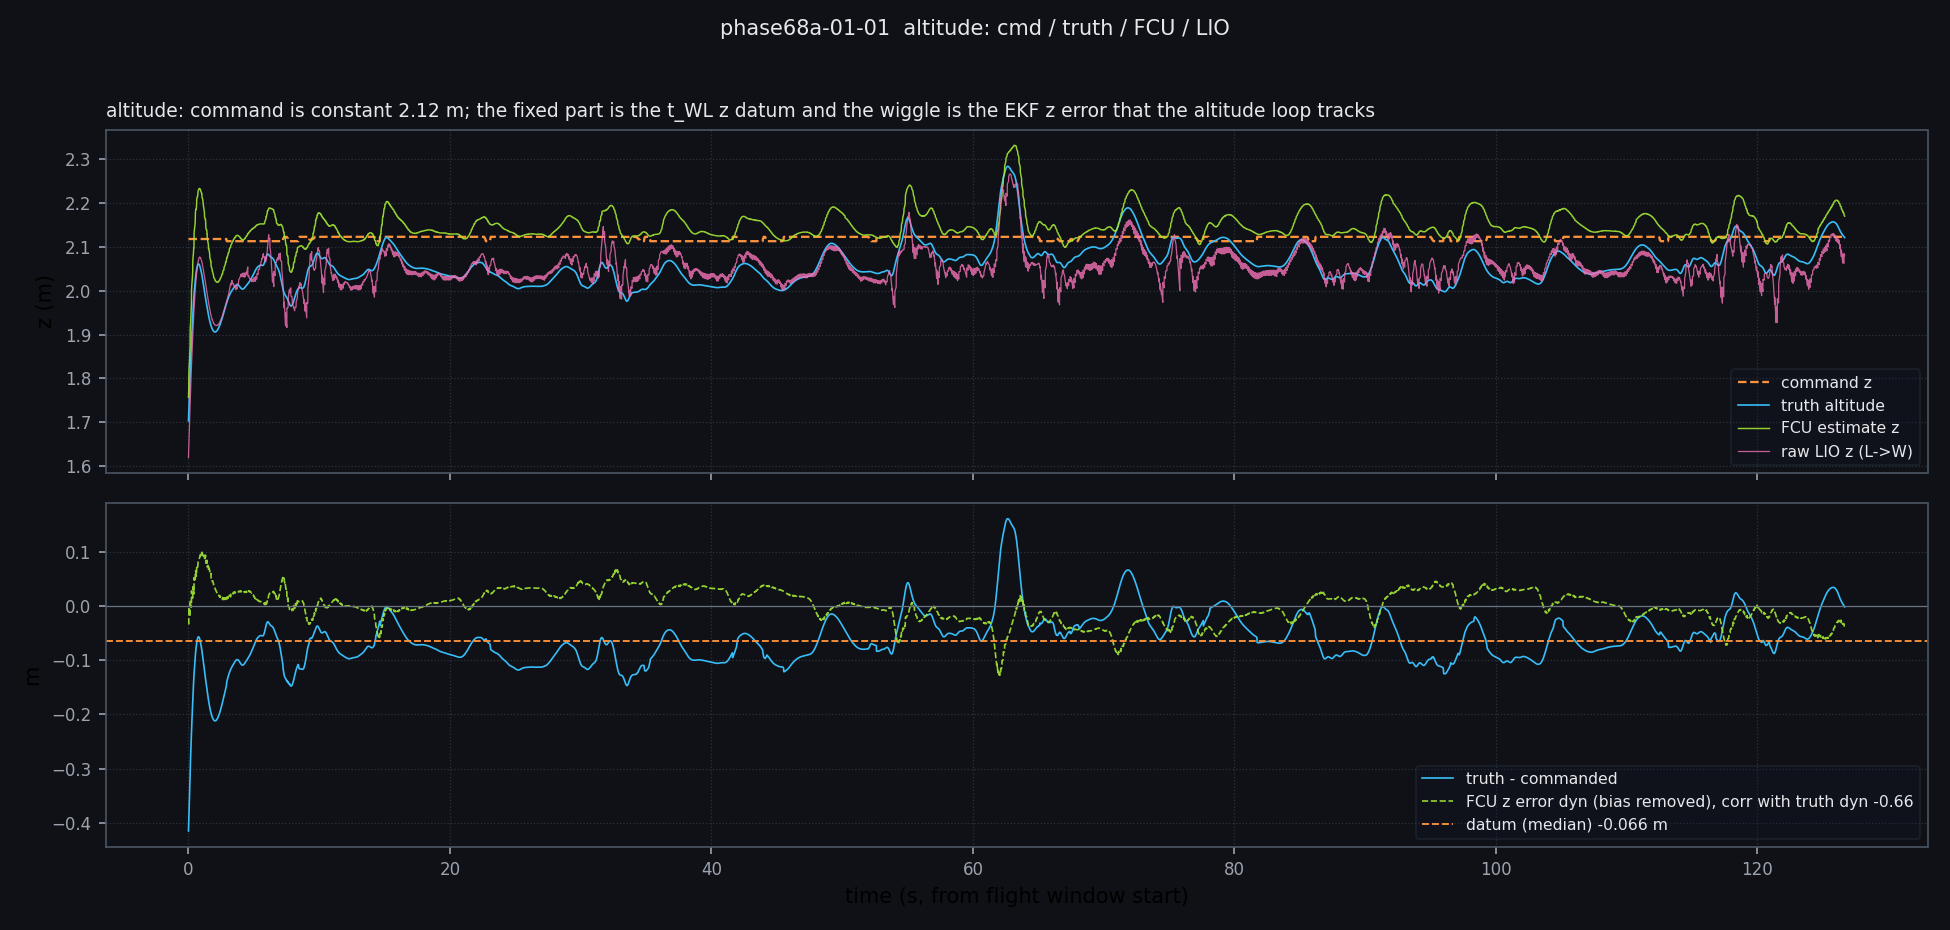 phase68a-01-01  altitude: cmd / truth / FCU / LIO
altitude: command is constant 2.12 m; the fixed part is the t_WL z datum and the wiggle is the EKF z error that the altitude loop tracks
z (m)
2.3
2.2
2.1
2.0
1.9
1.8
1.7
1.6
command z
truth altitude
FCU estimate z
raw LIO z (L->W)
m
0.1
0.0
−0.1
−0.2
−0.3
−0.4
truth - commanded
FCU z error dyn (bias removed), corr with truth dyn -0.66
datum (median) -0.066 m
0 20 40 60 80 100 120
time (s, from flight window start)